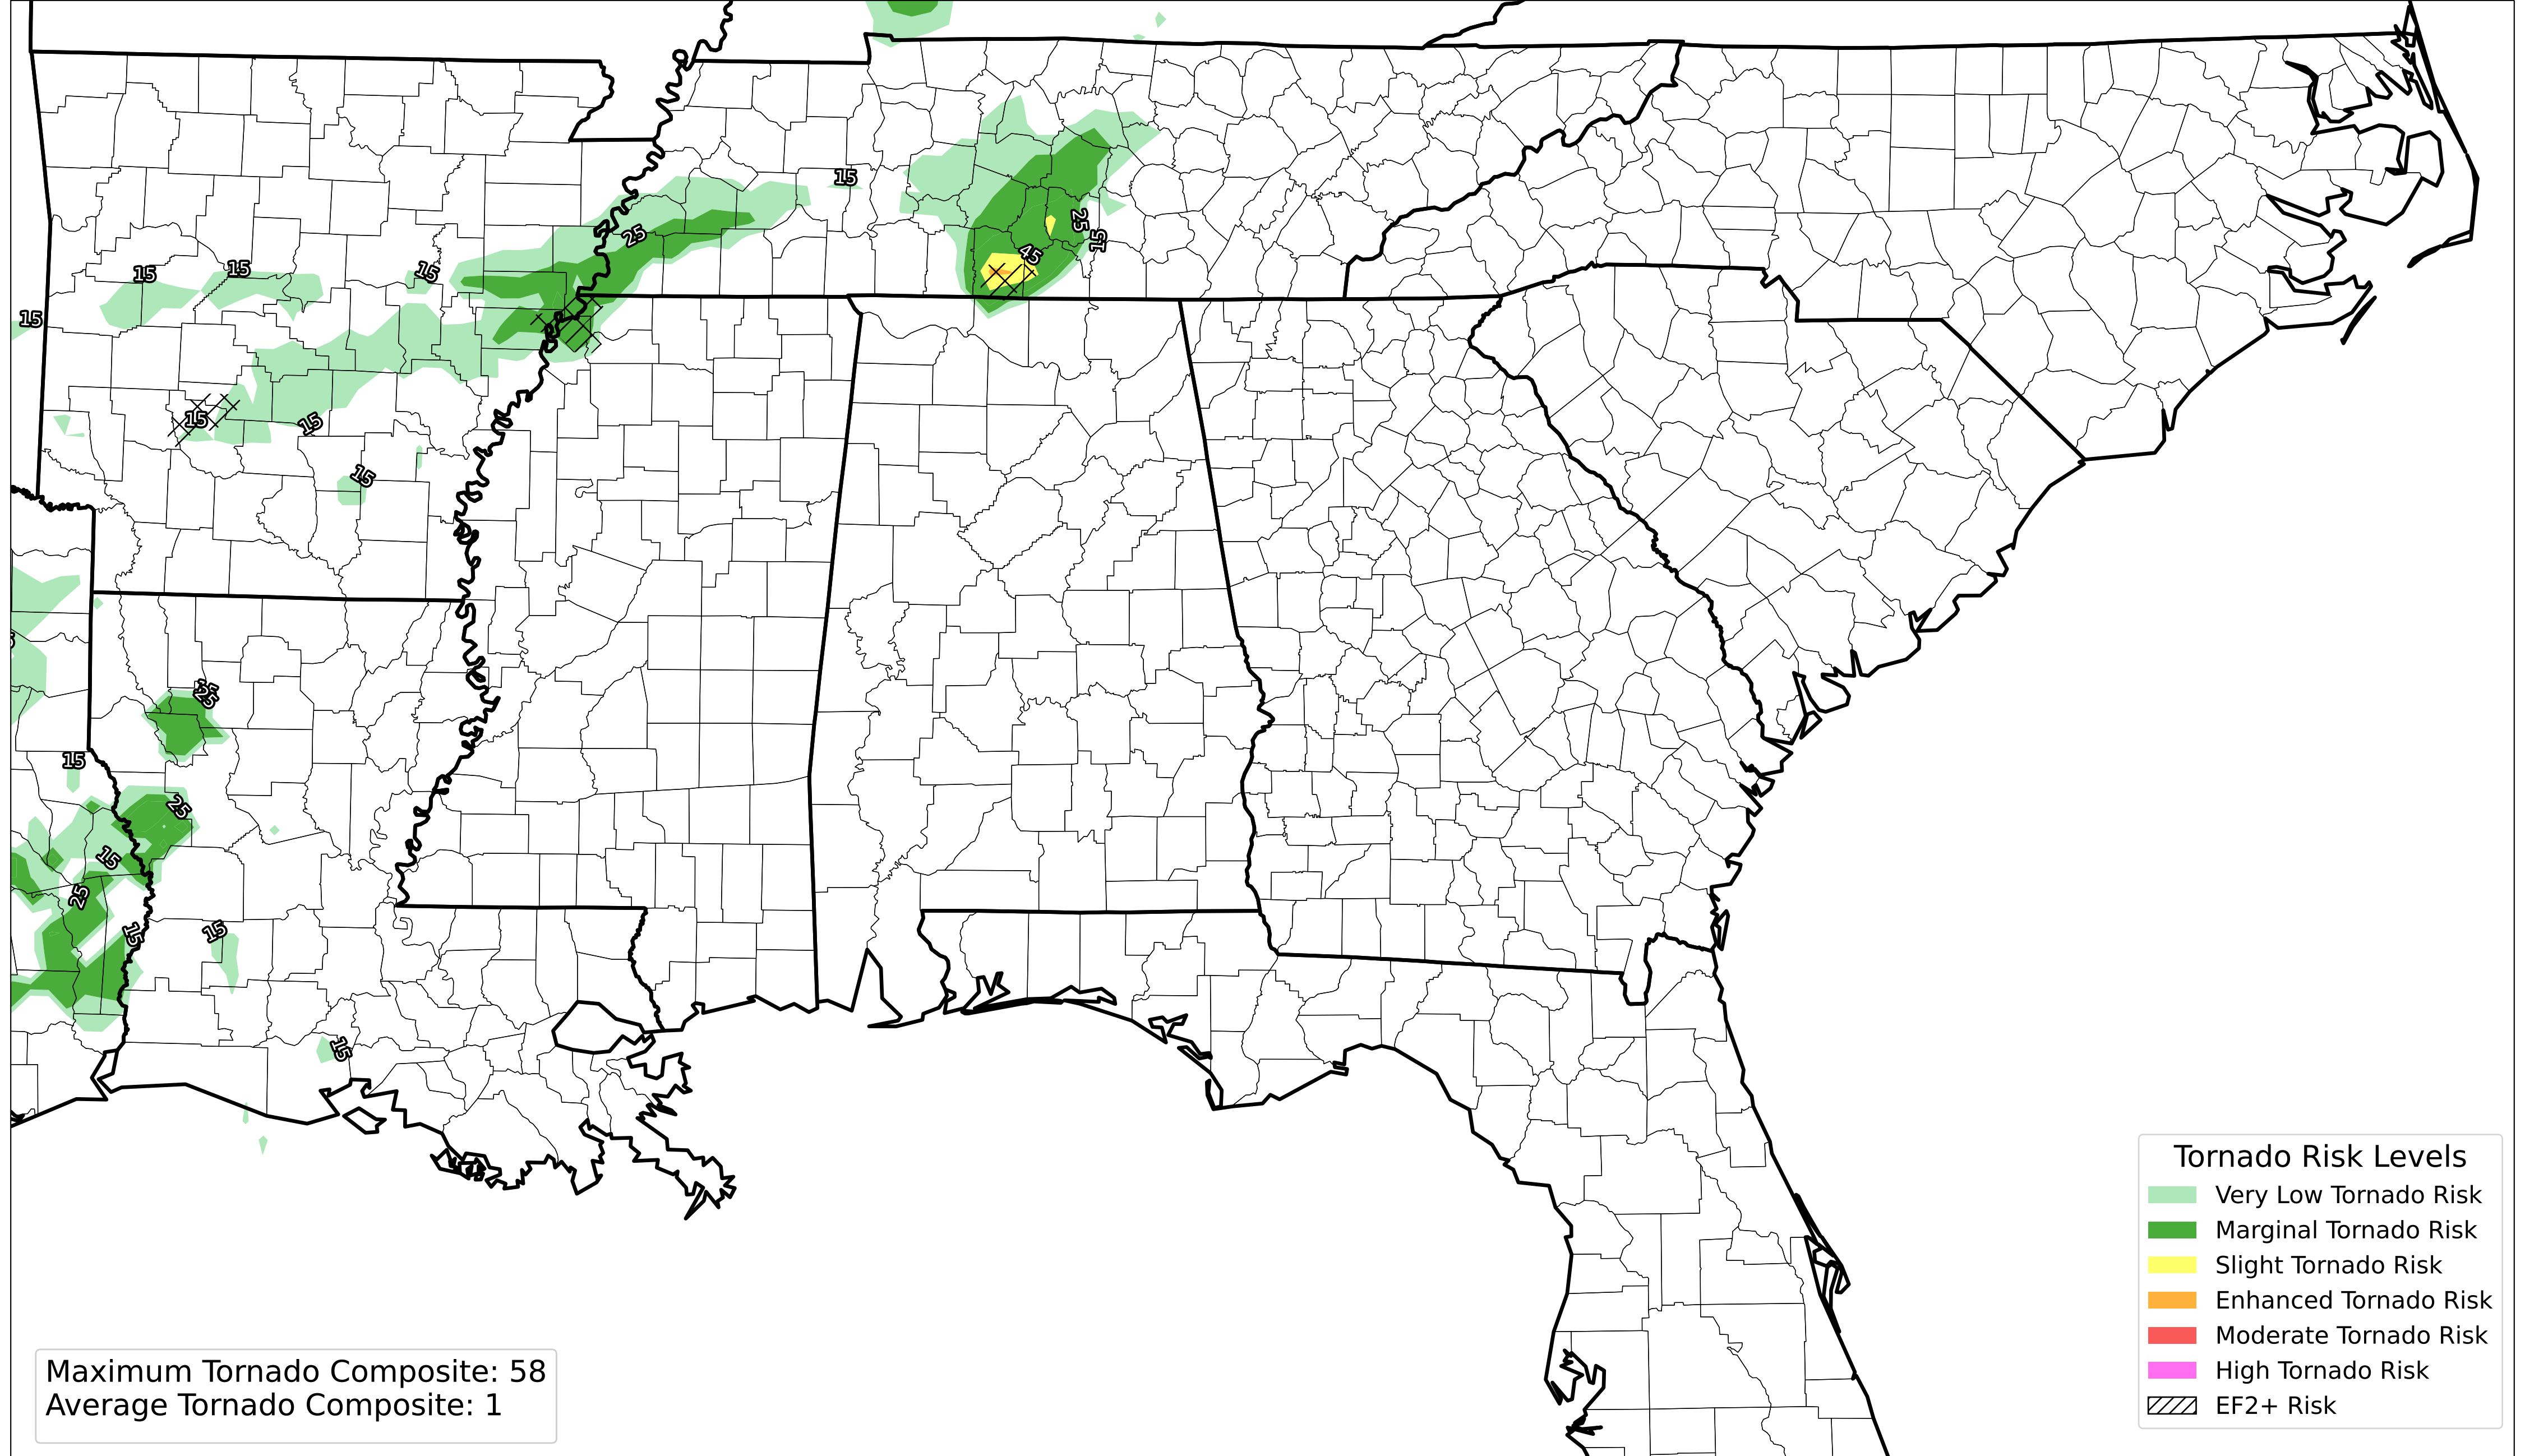 15
25
15
25
15
45
15
15
15
15
15
15
15
25
15
25
15
25
15
15
15
Tornado Risk Levels
Very Low Tornado Risk
Marginal Tornado Risk
Slight Tornado Risk
Enhanced Tornado Risk
Moderate Tornado Risk
High Tornado Risk
EF2+ Risk
Maximum Tornado Composite: 58
Average Tornado Composite: 1